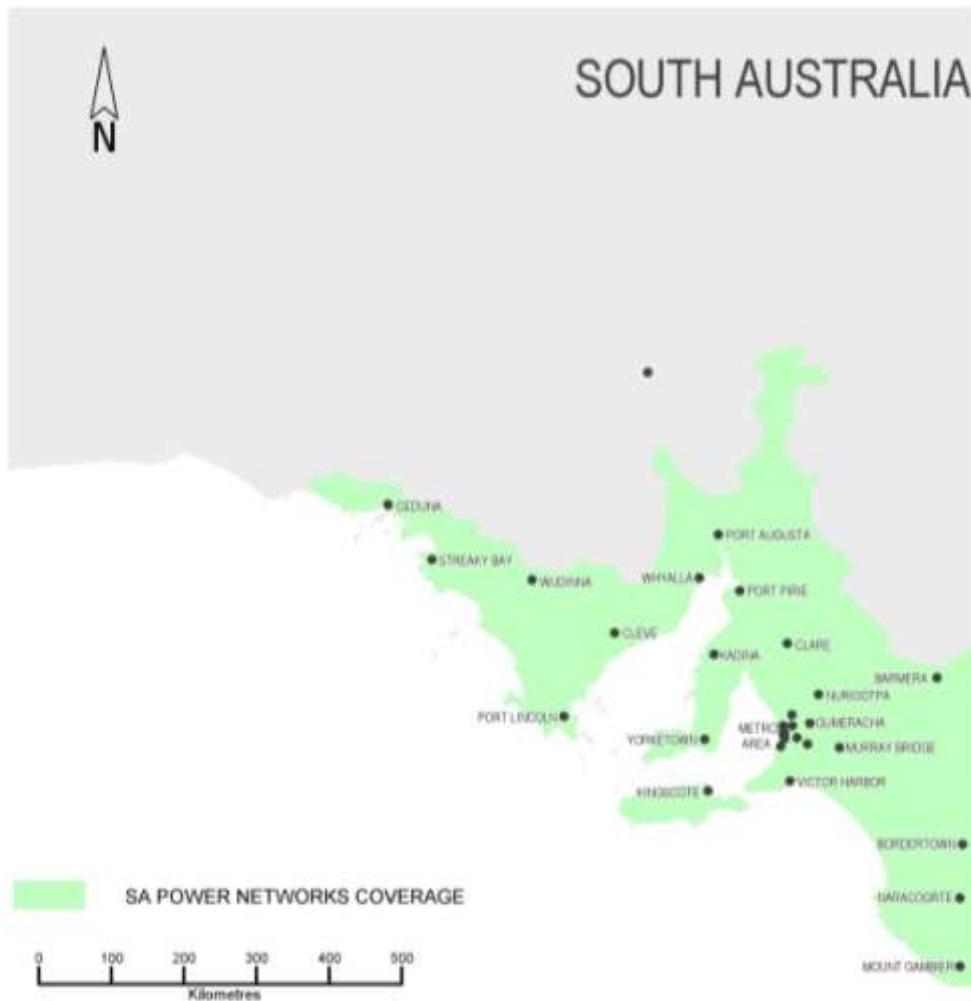 SOUTH AUSTRALIA
N
CEDUNA
PORT AUGUSTA
STREAKY BAY
WHYALLA
WUDINNA
PORT PIRIE
CLEVE
CLARE
KADINA
BARMERA
NURIOOTPA
PORT LINCOLN
GUMERACHA
METRO
AREA
YORKETOWN
MURRAY BRIDGE
VICTOR HARBOR
KINGSCOTE
BORDERTOWN
SA POWER NETWORKS COVERAGE
NARACOORTE
0 100 200 300 400 500
MOUNT GAMBIER
Kilometres